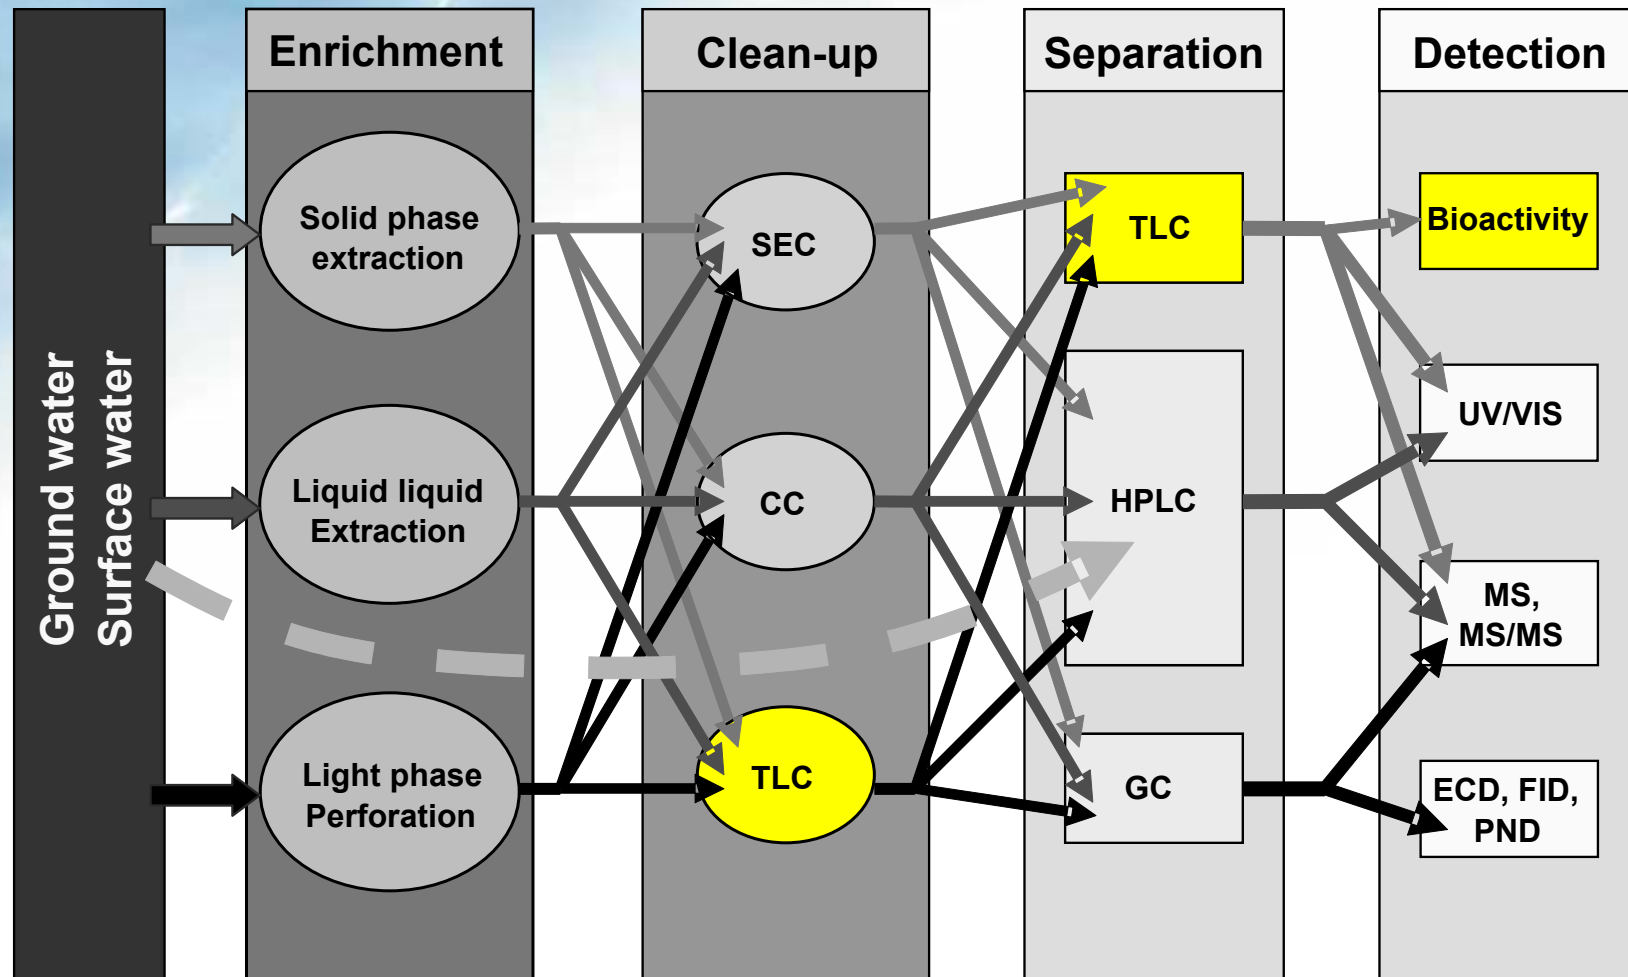 Ground water
Surface water
Enrichment
Solid phase
extraction
Liquid liquid
Extraction
Light phase
Perforation
Clean-up
SEC
CC
TLC
Separation
TLC
HPLC
GC
Detection
Bioactivity
UV/VIS
MS,
MS/MS
ECD, FID,
PND